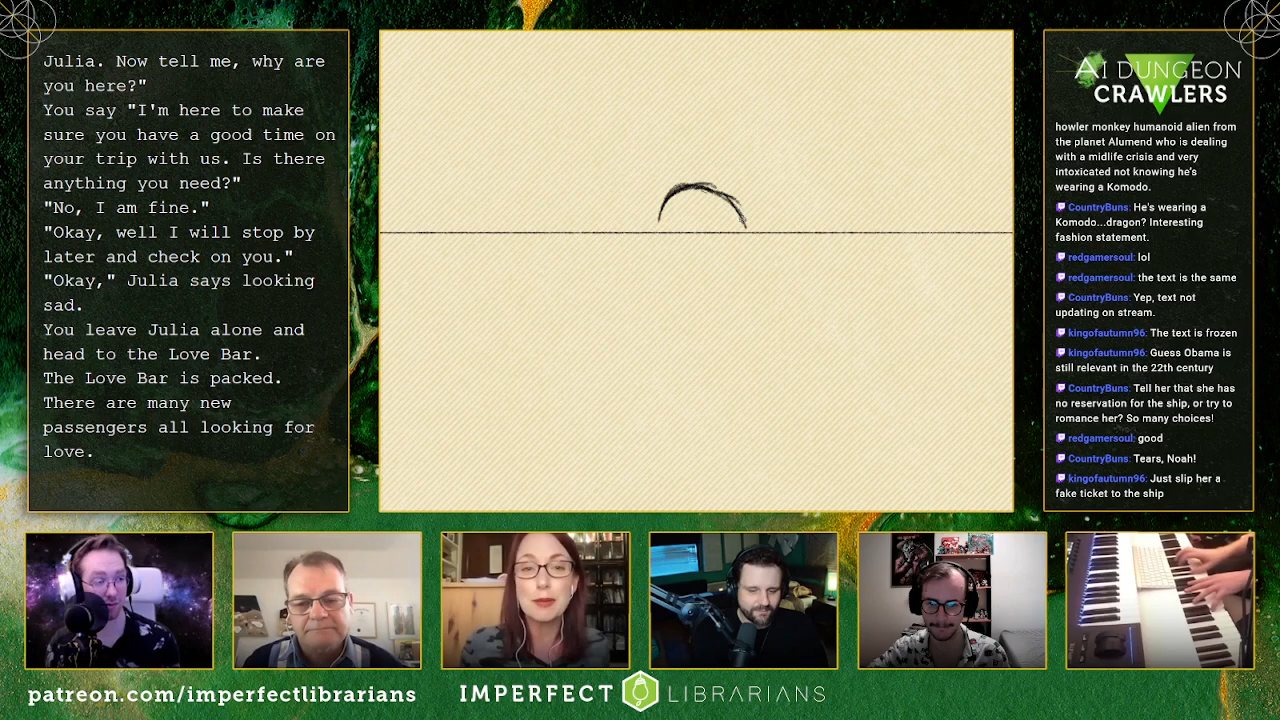 Julia. Now tell me, why are
you here?"
You say "I'm here to make
sure you have a good time on
your trip with us. Is there
anything you need?"
"No, I am fine."
"Okay, well I will stop by
later and check on you."
"Okay," Julia says looking
sad.
You leave Julia alone and
head to the Love Bar.
The Love Bar is packed.
There are many new
passengers all looking for
love.
AI DUNGEON
CRAWLERS
howler monkey humanoid alien from
the planet Alumend who is dealing
with a midlife crisis and very
intoxicated not knowing he's
wearing a Komodo.
CountryBuns: He's wearing a
Komodo...dragon? Interesting
fashion statement.
redgamersoul: lol
redgamersoul: the text is the same
CountryBuns: Yep, text not
updating on stream.
kingofautumn96: The text is frozen
kingofautumn96: Guess Obama is
still relevant in the 22th century
CountryBuns: Tell her that she has
no reservation for the ship, or try to
romance her? So many choices!
redgamersoul: good
CountryBuns: Tears, Noah!
kingofautumn96: Just slip her a
fake ticket to the ship
patreon.com/imperfectlibrarians
IMPERFECT LIBRARIANS